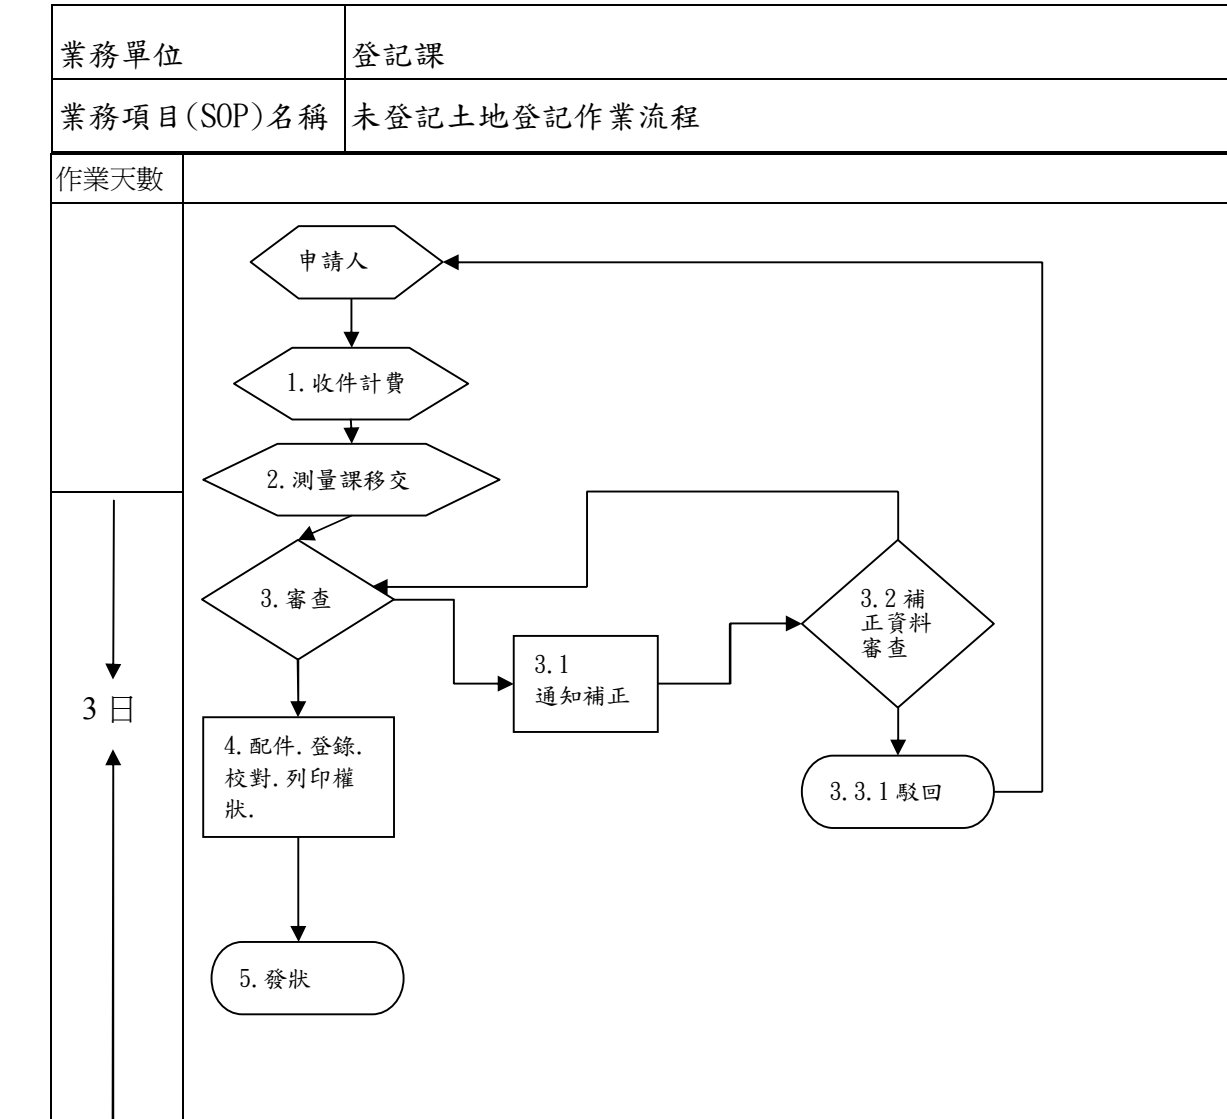 業務單位
登記課
業務項目(SOP)名稱
未登記土地登記作業流程
作業天數
申請人
1.收件計費
2.測量課移交
3.審查
3.1
通知補正
3.2補
正資料
審查
3日
4.配件.登錄.
校對.列印權
狀.
3.3.1駁回
5.發狀